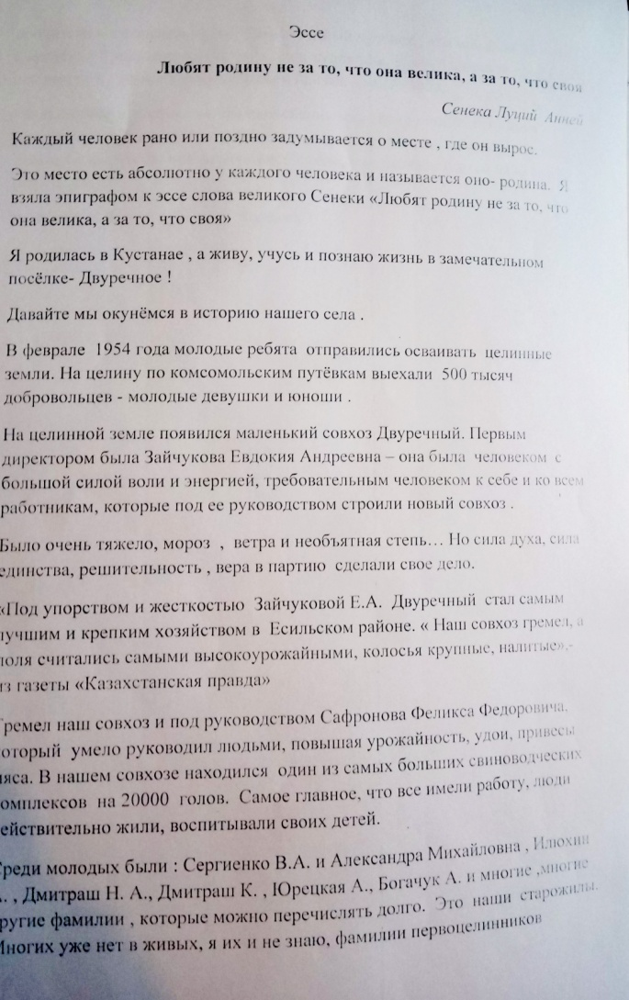 Эссе
Любят родину не за то, что она велика, а за то, что своя
Сенека Луций Анней
Каждый человек рано или поздно задумывается о месте , где он вырос.
Это место есть абсолютно у каждого человека и называется оно- родина. Я
взяла эпиграфом к эссе слова великого Сенеки «Любят родину не за то, что
она велика, а за то, что своя»
Я родилась в Кустанае , а живу, учусь и познаю жизнь в замечательном
посёлке- Двуречное !
Давайте мы окунёмся в историю нашего села .
В феврале 1954 года молодые ребята отправились осваивать целинные
земли. На целину по комсомольским путёвкам выехали 500 тысяч
добровольцев - молодые девушки и юноши .
На целинной земле появился маленький совхоз Двуречный. Первым
директором была Зайчукова Евдокия Андреевна – она была человеком с
большой силой воли и энергией, требовательным человеком к себе и ко всем
работникам, которые под ее руководством строили новый совхоз .
Было очень тяжело, мороз , ветра и необъятная степь… Но сила духа, сила
единства, решительность , вера в партию сделали свое дело.
«Под упорством и жесткостью Зайчуковой Е.А. Двуречный стал самым
лучшим и крепким хозяйством в Есильском районе. « Наш совхоз гремел, а
поля считались самыми высокоурожайными, колосья крупные, налитые».-
из газеты «Казахстанская правда»
Гремел наш совхоз и под руководством Сафронова Феликса Федоровича.
который умело руководил людьми, повышая урожайность, удои, привесы
мяса. В нашем совхозе находился один из самых больших свиноводческих
комплексов на 20000 голов. Самое главное, что все имели работу, люди
действительно жили, воспитывали своих детей.
Среди молодых были : Сергиенко В.А. и Александра Михайловна , Илюхин
. , Дмитраш Н. А., Дмитраш К. , Юрецкая А., Богачук А. и многие ,многие
другие фамилии , которые можно перечислять долго. Это наши старожилы.
Многих уже нет в живых, я их и не знаю, фамилии первоцелинников